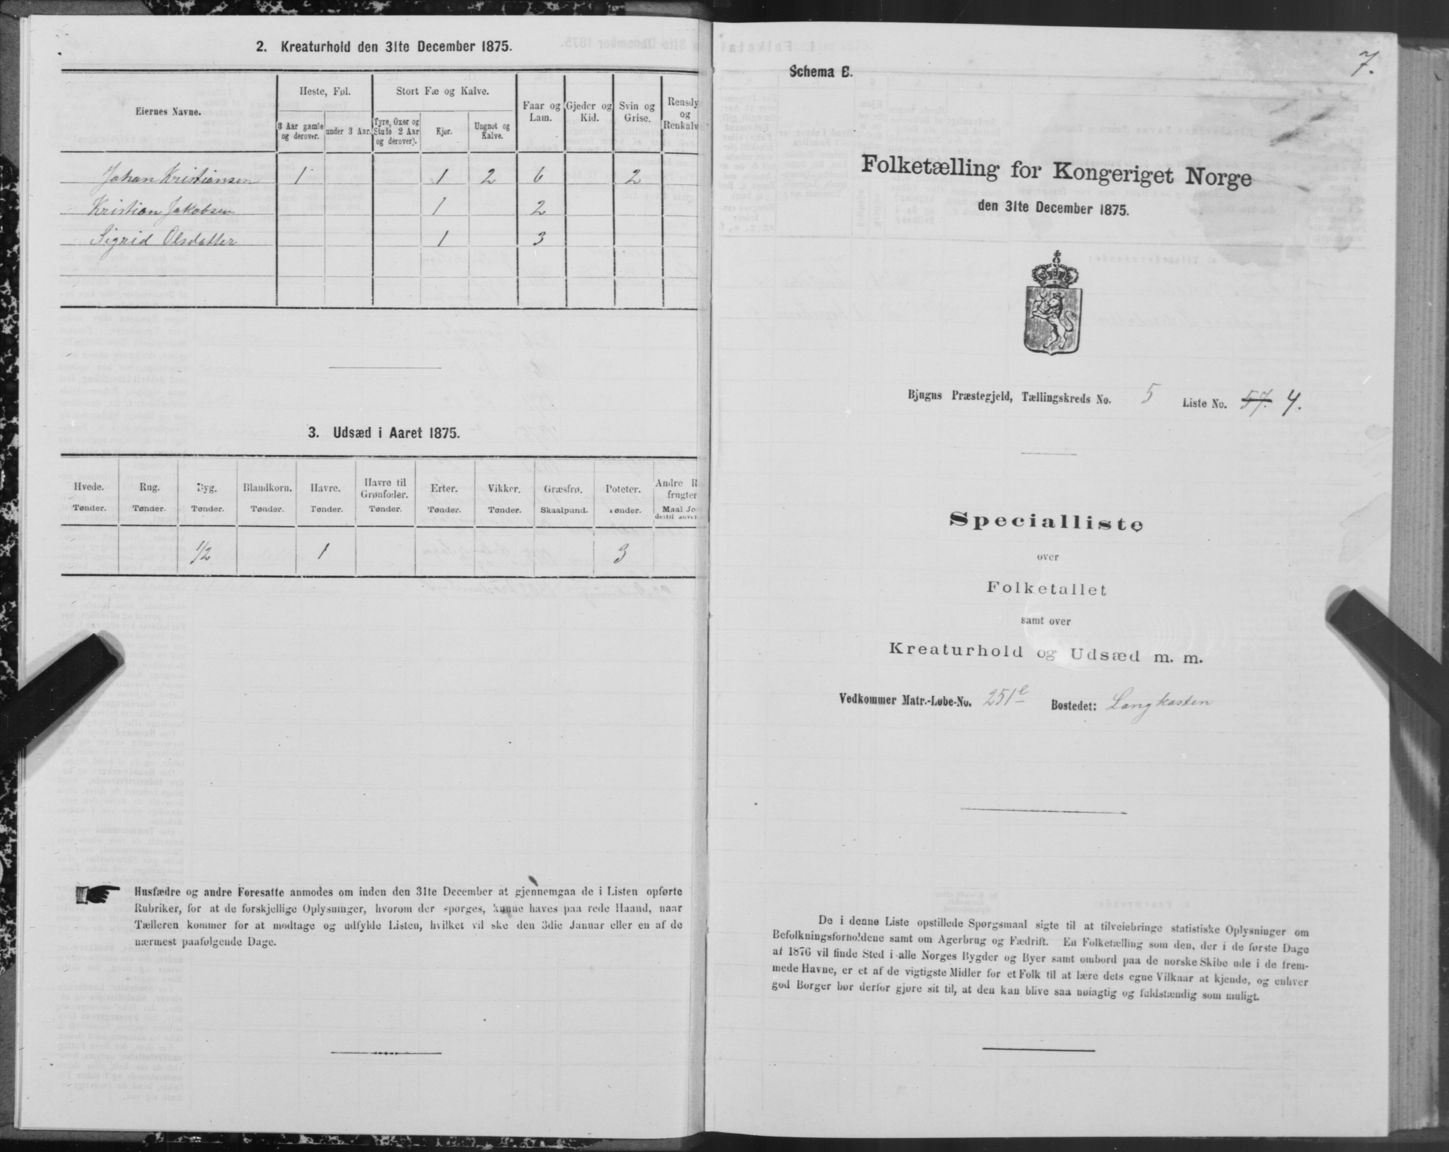 2. Kreaturhold den 31te December 1875.
Eiernes Navne. Heste, Føl. Stort Fæ og Kalve. Faar og Lam. Gjeder og Kid. Svin og Grise. Rensdy og Renkalv
3 Aar gamle og derover. under 3 Aar. Tyre, Oxer og Stude 2 Aar og derover). Kjør. Ungnøt og Kalve.
Johan Kristiansen 1 1 2 6 2
Kristian Jakobsen 1 2
Sigrid Olsdatter 1 3
3. Udsæd i Aaret 1875.
Hvede. Rug. Byg. Blandkorn. Havre. Havre til Grønfoder. Erter. Vikker. Græsfrø. Poteter. Andre R frugter
Tønder. Tønder. Tønder. Tønder. Tønder. Tønder. Tønder. Tønder. Skaalpund. Tønder. Maal Jo
1/2 1 3
Husfædre og andre Foresatte anmodes om inden den 31te December at gjennemgaa de i Listen opførte
Rubriker, for at de forskjellige Oplysninger, hvorom der spørges, kunne haves paa rede Haand, naar
Tælleren kommer for at modtage og udfylde Listen, hvilket vil ske den 3die Januar eller en af de
nærmest paafølgende Dage.
7.
Schema B.
Folketælling for Kongeriget Norge
den 31te December 1875.
Bjugns Præstegjeld, Tællingskreds No. 5 Liste No. 57. 4.
Specialliste
over
Folketallet
samt over
Kreaturhold og Udsæd m. m.
Vedkommer Matr.-Løbe-No. 251e Bostedet: Langkasten
De i denne Liste opstillede Spørgsmaal sigte til at tilveiebringe statistiske Oplysninger om
Befolkningsforholdene samt om Agerbrug og Fædrift. En Folketælling som den, der i de første Dage
af 1876 vil finde Sted i alle Norges Bygder og Byer samt ombord paa de norske Skibe ude i de frem-
mede Havne, er et af de vigtigste Midler for et Folk til at lære dets egne Vilkaar at kjende, og enhver
god Borger bør derfor gjøre sit til, at den kan blive saa nøiagtig og fuldstændig som muligt.